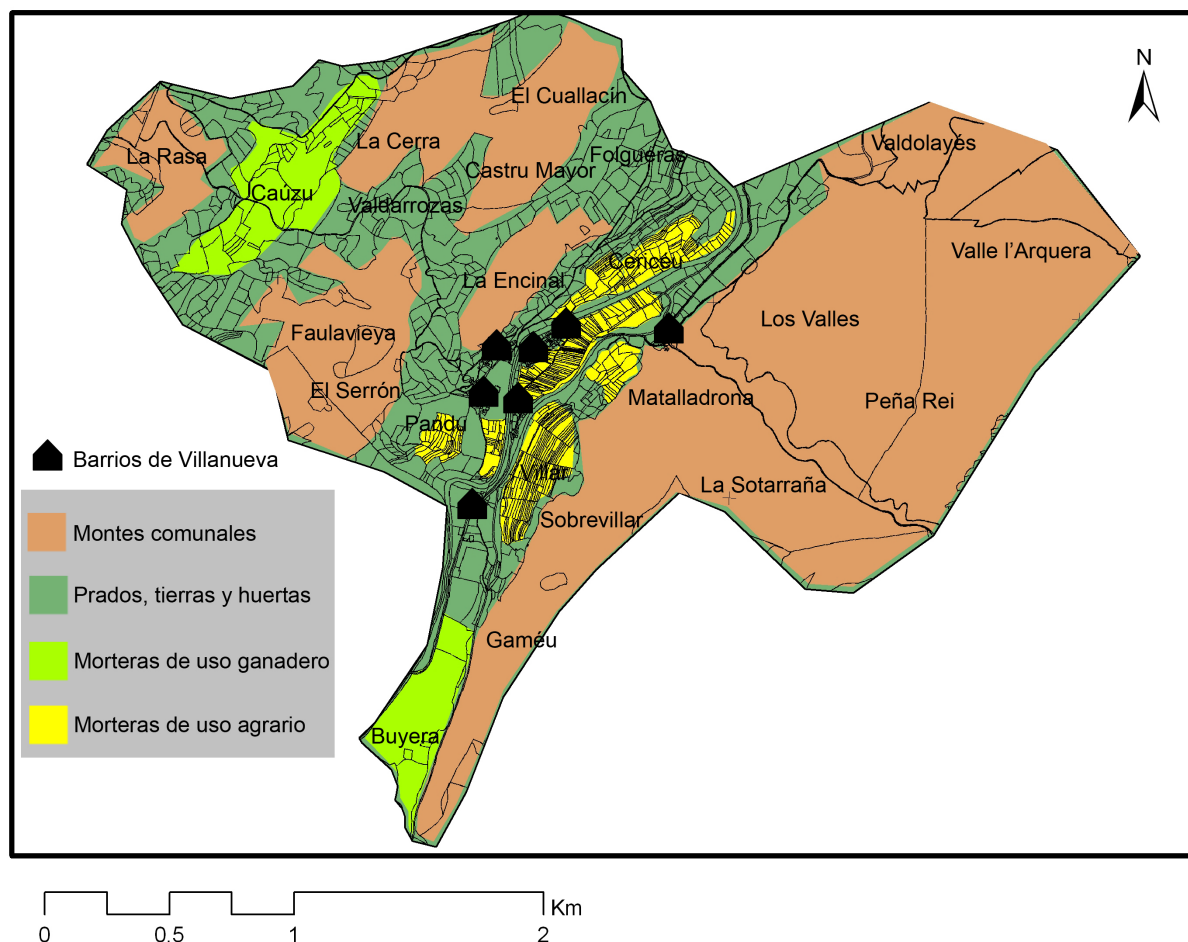 N
El Cuallacín
La Cerra
Valdolayés
La Rasa
Folgueras
Castru Mayor
Caúzu
Valdarrozas
Valle l'Arquera
Cericéu
La Encinal
Los Valles
Faulavieya
El Serrón
Matalladrona
Peña Rei
Pandu
Barrios de Villanueva
Villar
La Sotarraña
Sobrevillar
Montes comunales
Prados, tierras y huertas
Gaméu
Morteras de uso ganadero
Morteras de uso agrario
Buyera
Km
0 0.5 1 2